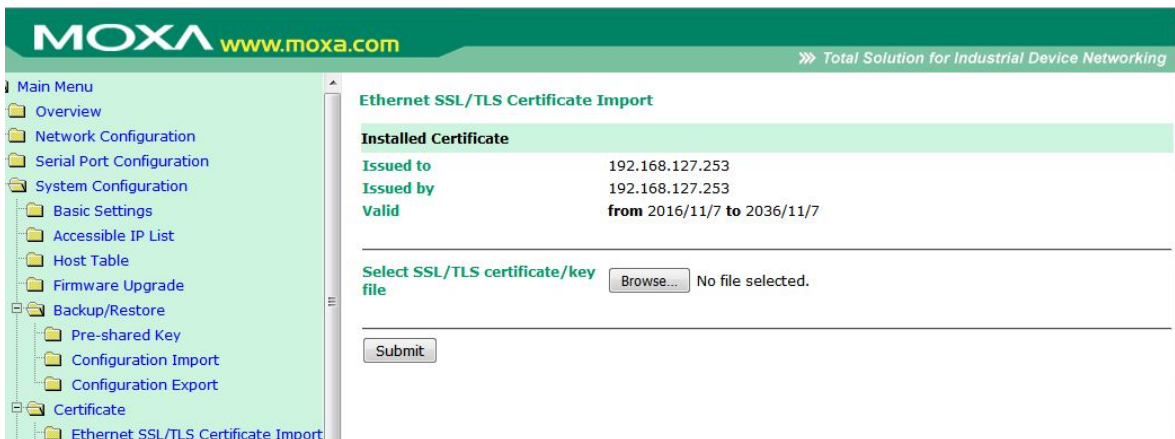 MOXA www.moxa.com
Total Solution for Industrial Device Networking
Main Menu
Overview
Network Configuration
Serial Port Configuration
System Configuration
Basic Settings
Accessible IP List
Host Table
Firmware Upgrade
Backup/Restore
Pre-shared Key
Configuration Import
Configuration Export
Certificate
Ethernet SSL/TLS Certificate Import
Ethernet SSL/TLS Certificate Import
Installed Certificate
Issued to 192.168.127.253
Issued by 192.168.127.253
Valid from 2016/11/7 to 2036/11/7
Select SSL/TLS certificate/key
file
Browse... No file selected.
Submit